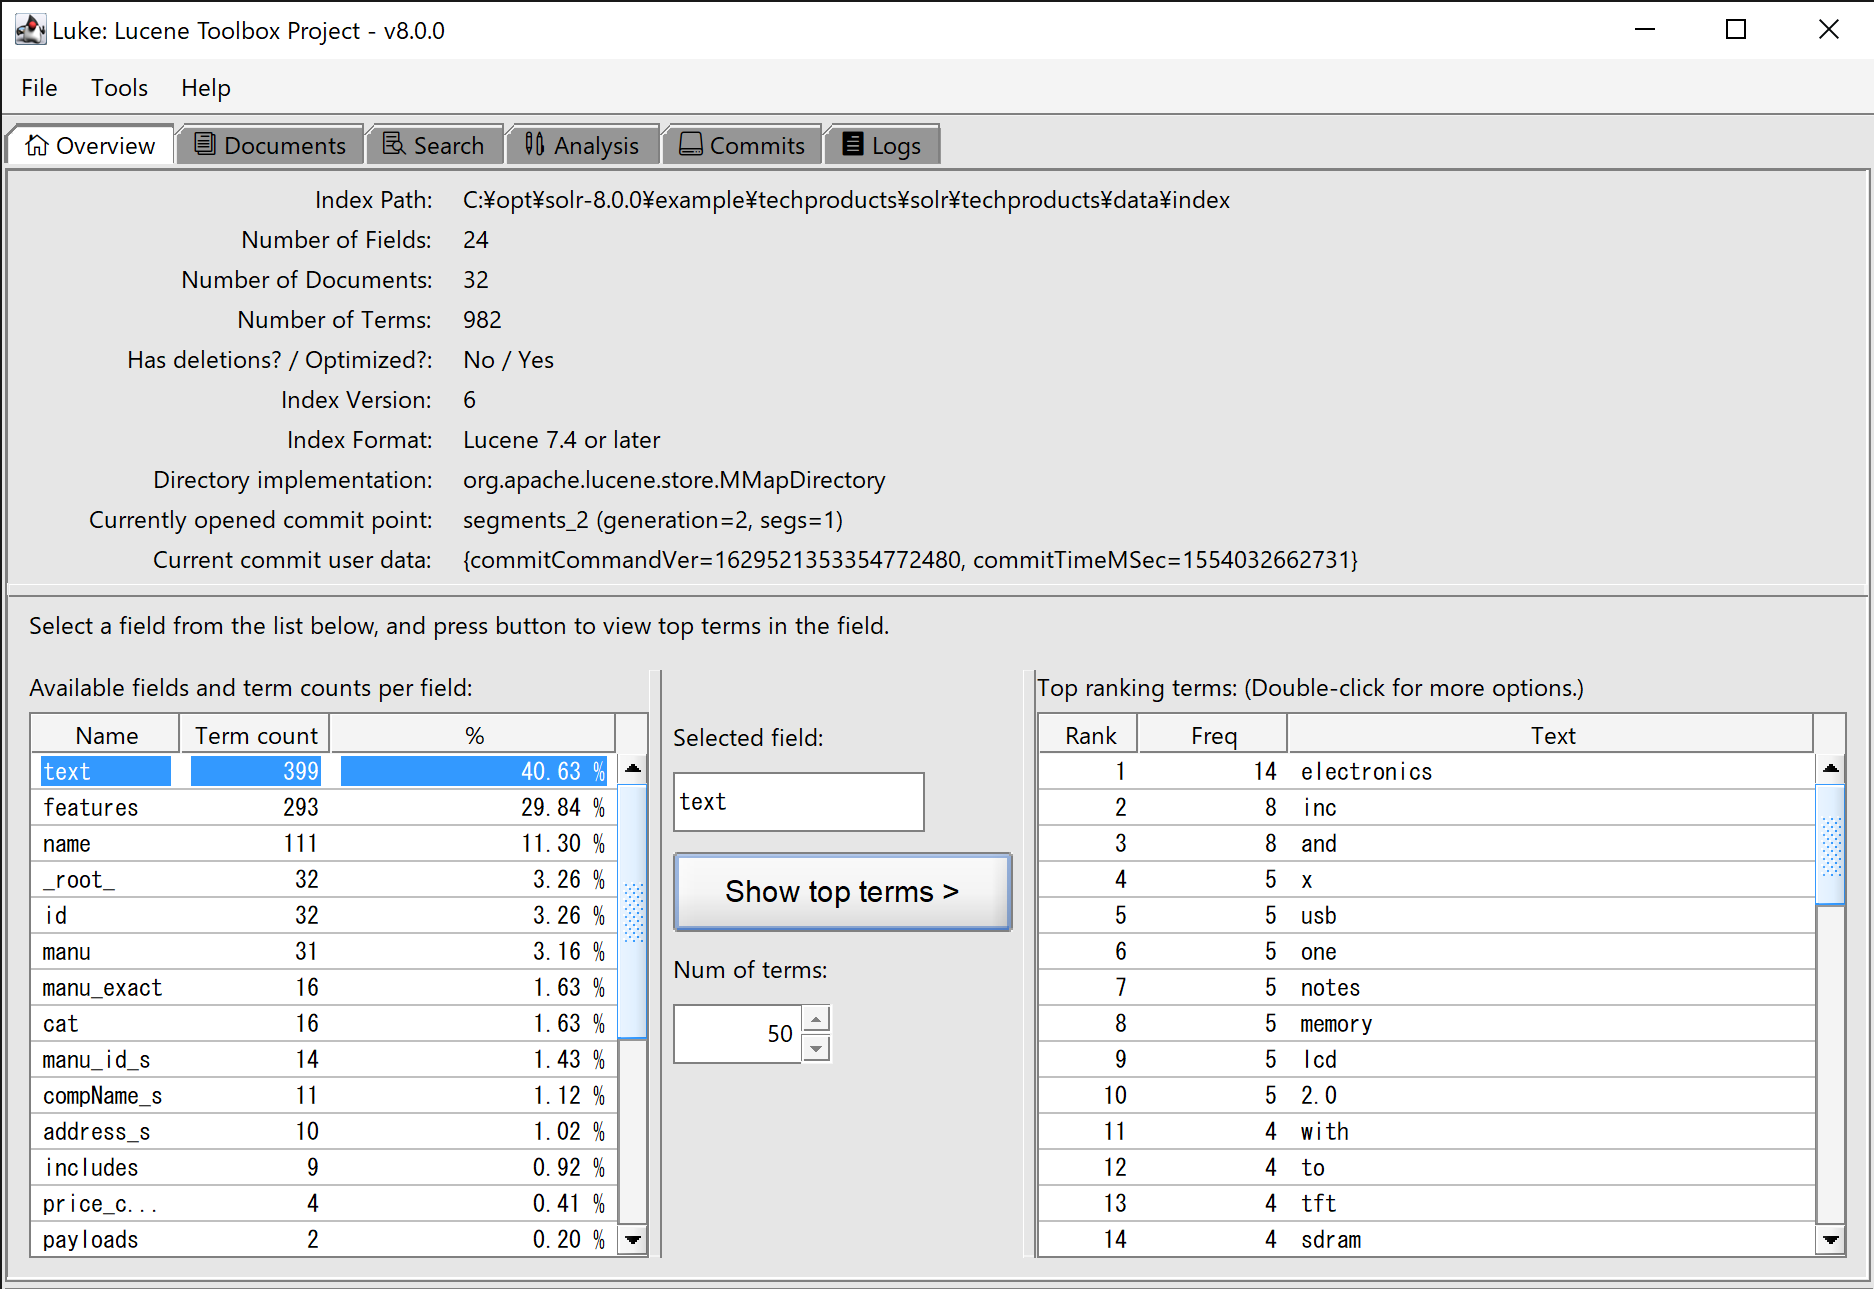 Luke: Lucene Toolbox Project - v8.0.0
File Tools Help
Overview Documents Search Analysis Commits Logs
Index Path: C:¥opt¥solr-8.0.0¥example¥techproducts¥solr¥techproducts¥data¥index
Number of Fields: 24
Number of Documents: 32
Number of Terms: 982
Has deletions? / Optimized?: No / Yes
Index Version: 6
Index Format: Lucene 7.4 or later
Directory implementation: org.apache.lucene.store.MMapDirectory
Currently opened commit point: segments_2 (generation=2, segs=1)
Current commit user data: {commitCommandVer=1629521353354772480, commitTimeMSec=1554032662731}
Select a field from the list below, and press button to view top terms in the field.
Available fields and term counts per field:
Name Term count %
text 399 40.63 %
features 293 29.84 %
name 111 11.30 %
_root_ 32 3.26 %
id 32 3.26 %
manu 31 3.16 %
manu_exact 16 1.63 %
cat 16 1.63 %
manu_id_s 14 1.43 %
compName_s 11 1.12 %
address_s 10 1.02 %
includes 9 0.92 %
price_c... 4 0.41 %
payloads 2 0.20 %
Selected field:
text
Show top terms >
Num of terms:
50
Top ranking terms: (Double-click for more options.)
Rank Freq Text
1 14 electronics
2 8 inc
3 8 and
4 5 x
5 5 usb
6 5 one
7 5 notes
8 5 memory
9 5 lcd
10 5 2.0
11 4 with
12 4 to
13 4 tft
14 4 sdram